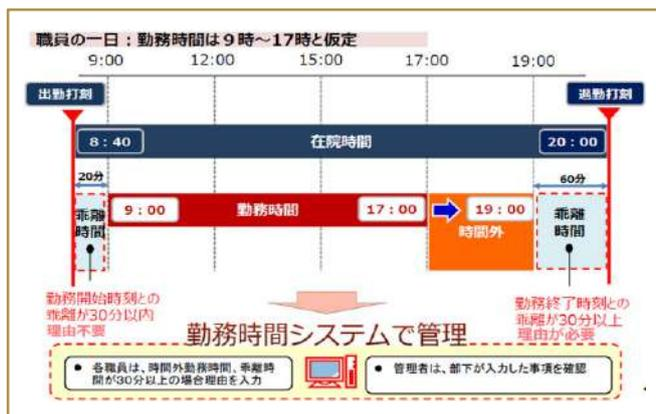 職員の一日：勤務時間は９時～17時と仮定
9:00 12:00 15:00 17:00 19:00
出勤打刻 退勤打刻
8：40 在院時間 20：00
20分 60分
乖離時間 9：00 勤務時間 17：00 19：00 乖離時間
時間外
勤務開始時刻との
乖離が30分以内
理由不要
勤務終了時刻との
乖離が30分以上
理由が必要
勤務時間システムで管理
● 各職員は、時間外勤務時間、乖離時
間が30分以上の場合理由を入力
● 管理者は、部下が入力した事項を確認